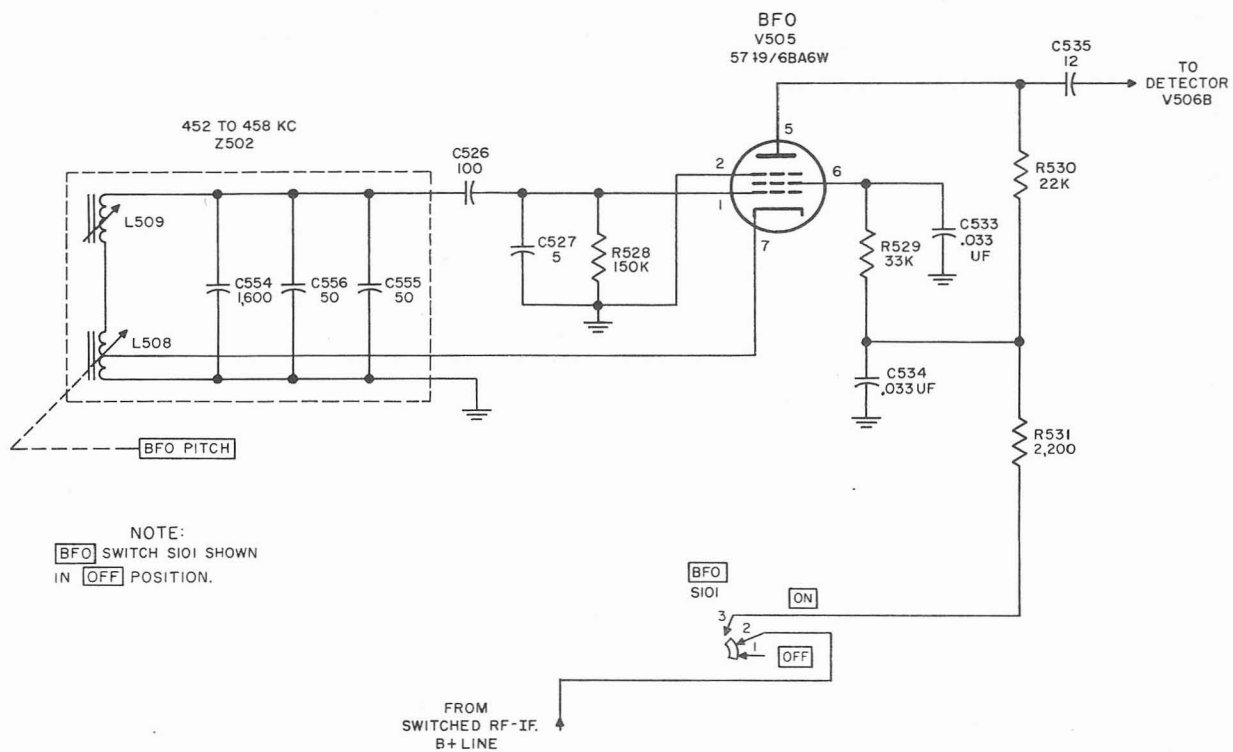 BFO
V505
5749/6BA6W
C535
12
TO
DETECTOR
V506B
452 TO 458 KC
Z502
C526
100
5
2
6
1
7
R530
22K
L509
C527
5
R528
150K
R529
33K
C533
.033
UF
C554
1,600
C556
50
C555
50
L508
C534
.033UF
BFO PITCH
R531
2,200
NOTE:
BFO SWITCH S101 SHOWN
IN OFF POSITION.
BFO
S101
ON
3
2
1
OFF
FROM
SWITCHED RF-IF.
B+ LINE